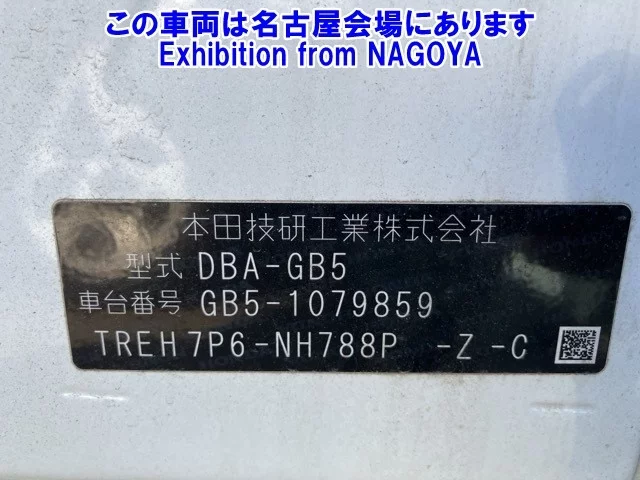 この車両は名古屋会場にあります
Exhibition from NAGOYA
本田技研工業株式会社
型式 DBA-GB5
車台番号 GB5-1079859
TREH7P6-NH788P -Z -C